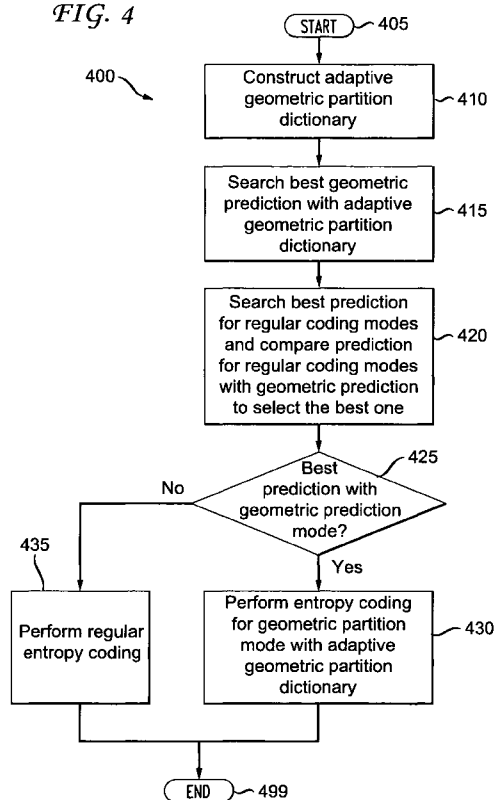 FIG. 4
START
405
400
Construct adaptive
geometric partition
dictionary
410
Search best geometric
prediction with adaptive
geometric partition
dictionary
415
Search best prediction
for regular coding modes
and compare prediction
for regular coding modes
with geometric prediction
to select the best one
420
425
Best
prediction with
geometric prediction
mode?
No
Yes
435
Perform regular
entropy coding
Perform entropy coding
for geometric partition
mode with adaptive
geometric partition
dictionary
430
END
499